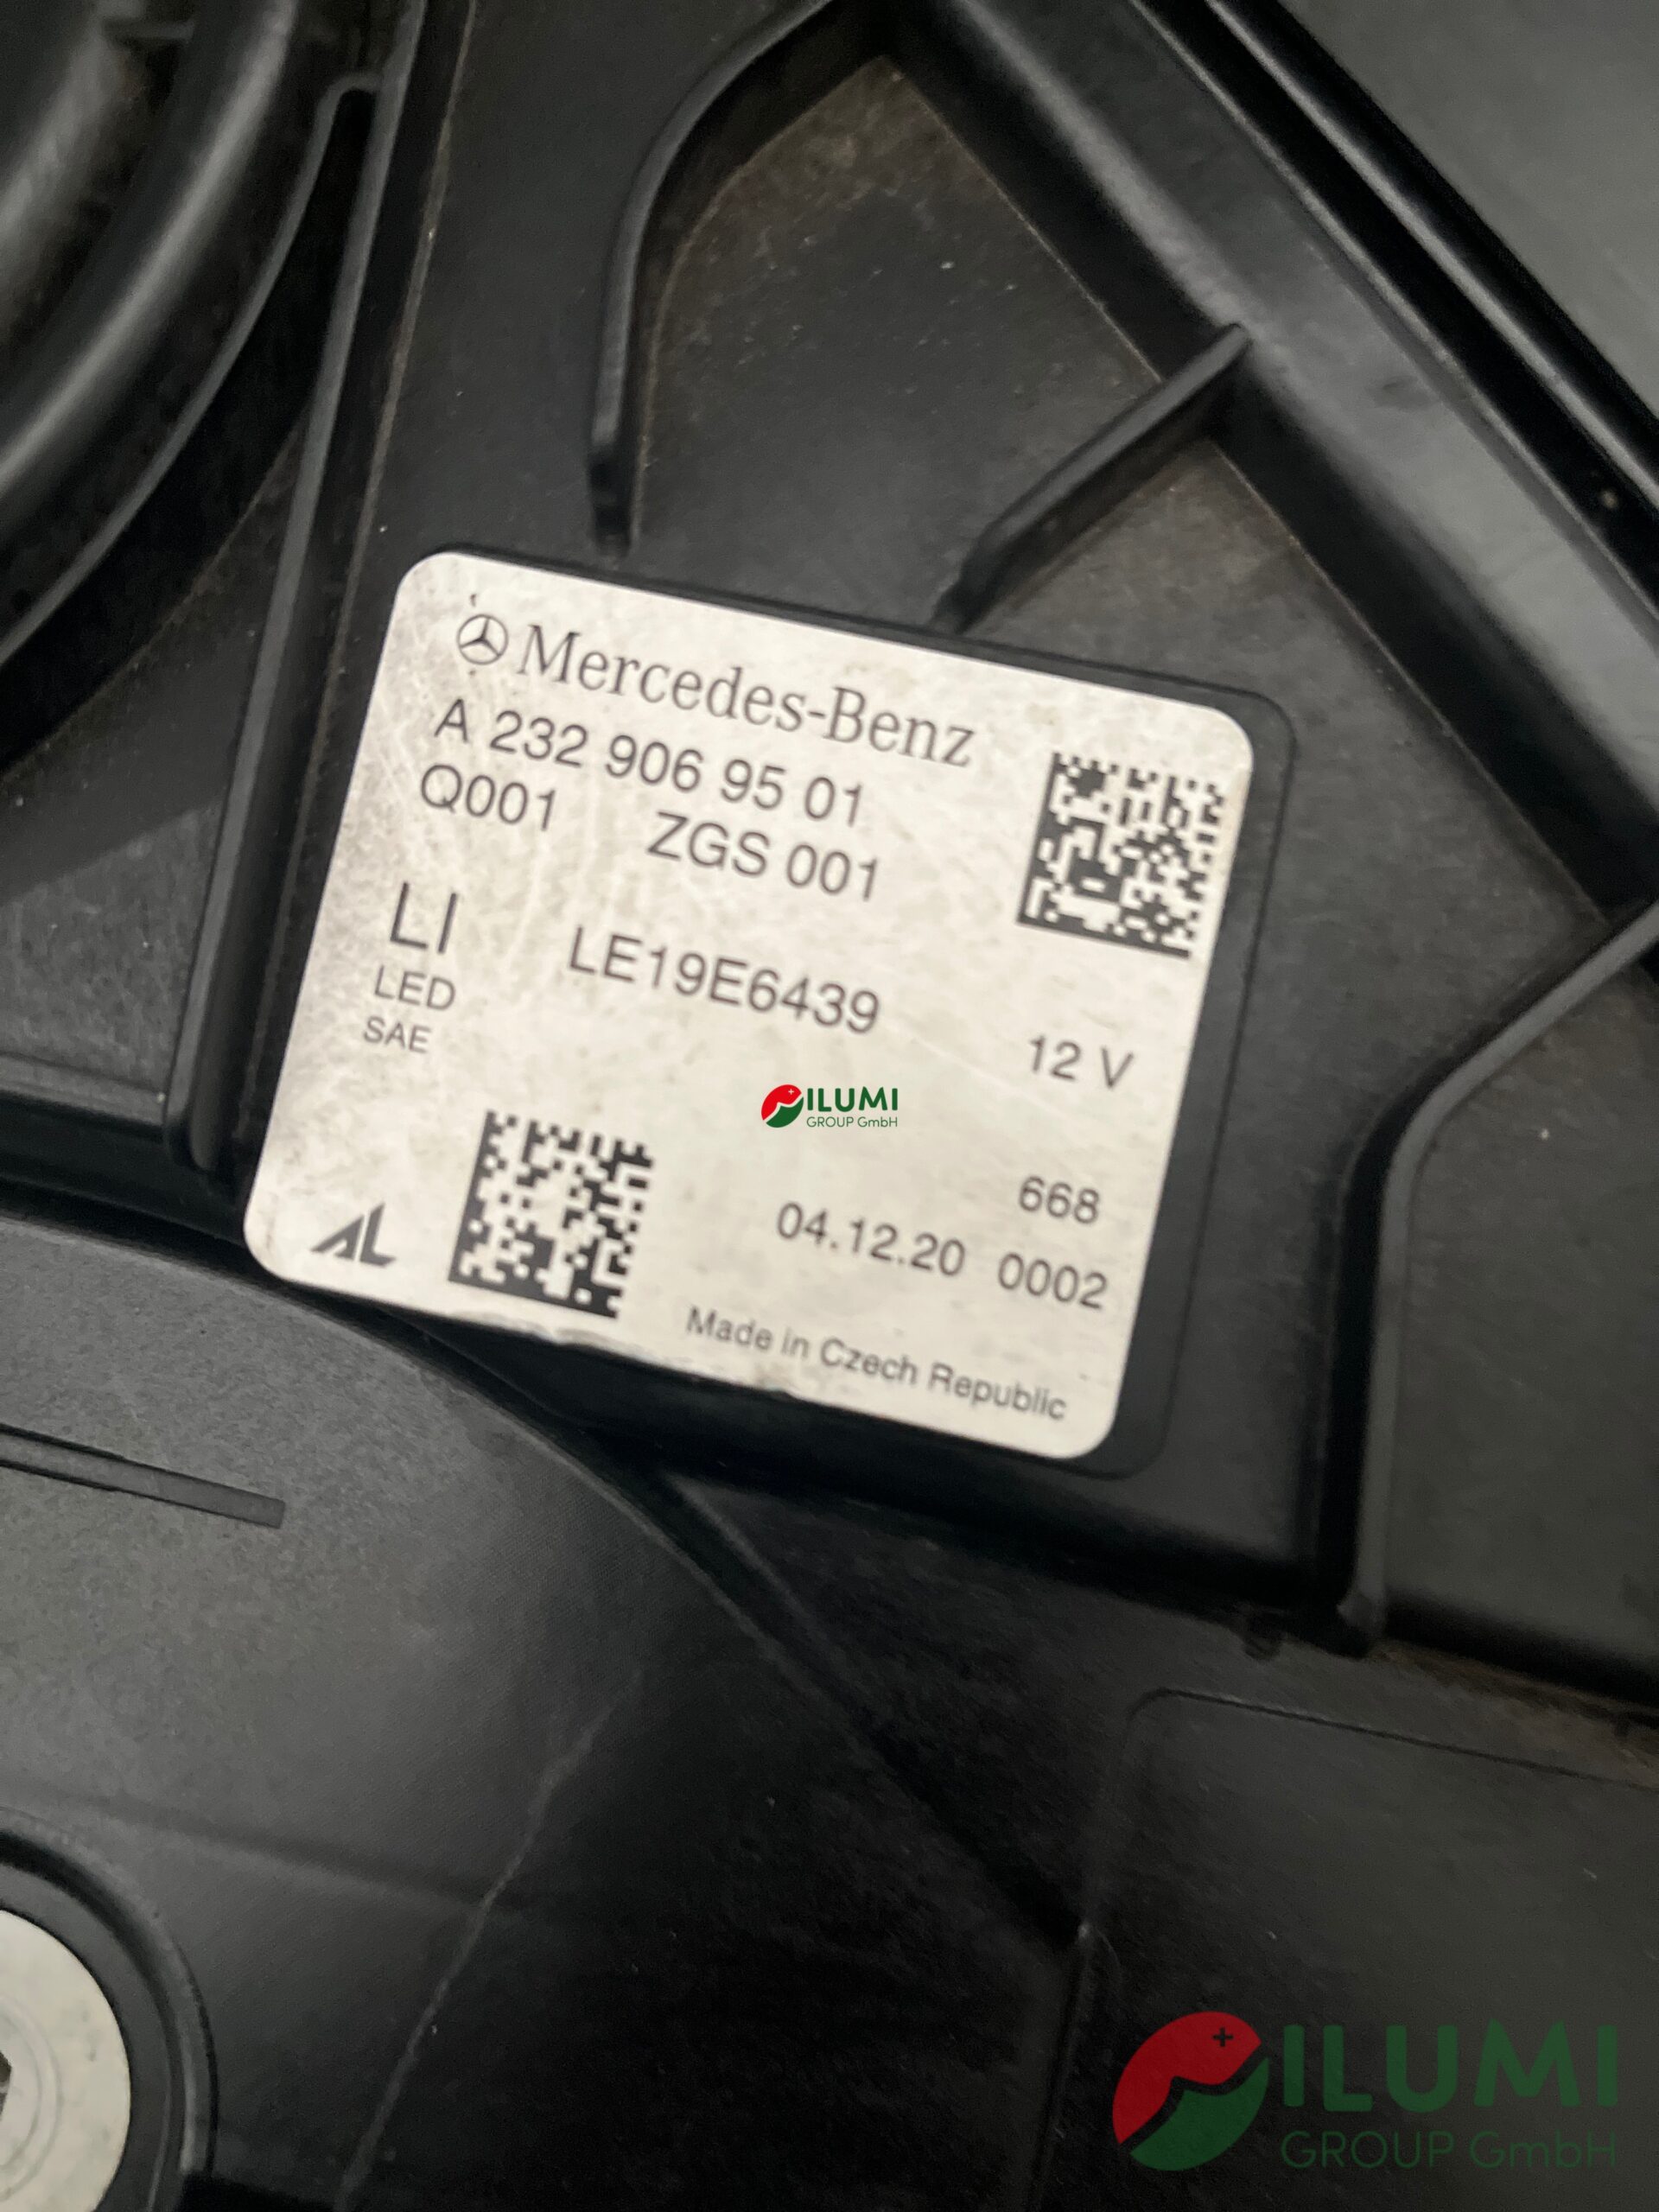 Mercedes-Benz
A 232 906 95 01
Q001 ZGS 001
LI LE19E6439
LED 12 V
SAE
ILUMI
GROUP GmbH
668
04.12.20 0002
AL
Made in Czech Republic
ILUMI
GROUP GmbH